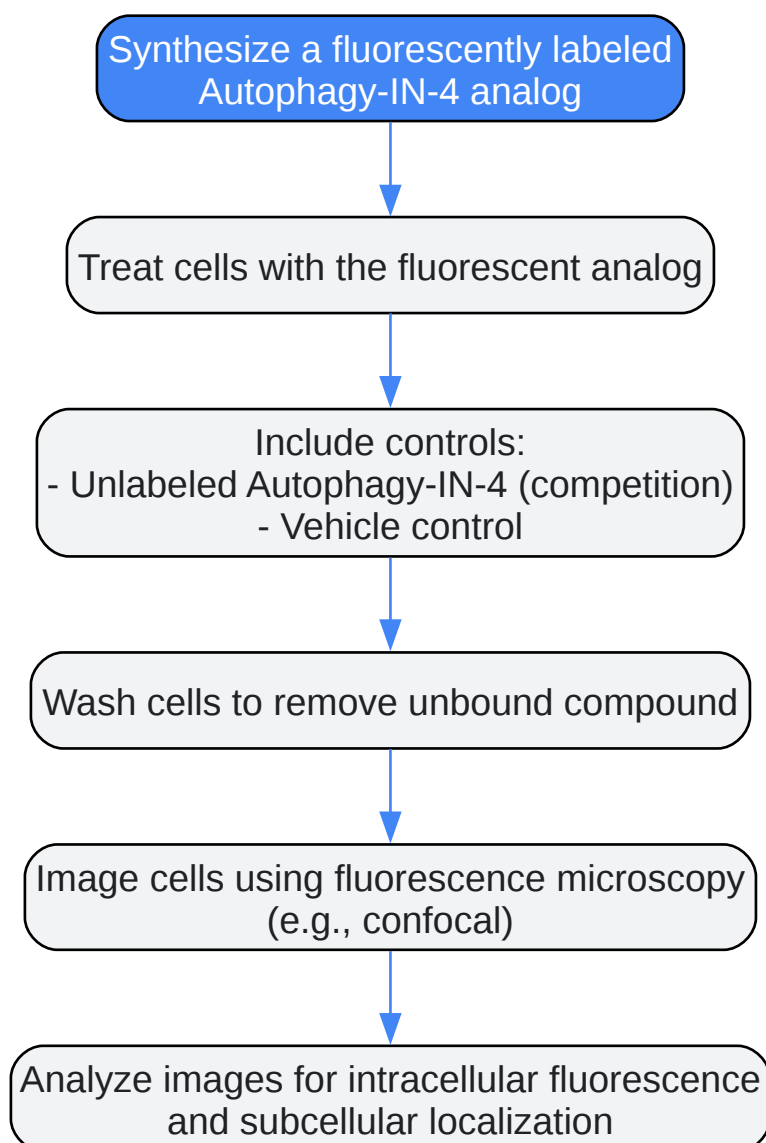 Synthesize a fluorescently labeled
Autophagy-IN-4 analog
Treat cells with the fluorescent analog
Include controls:
- Unlabeled Autophagy-IN-4 (competition)
- Vehicle control
Wash cells to remove unbound compound
Image cells using fluorescence microscopy
(e.g., confocal)
Analyze images for intracellular fluorescence
and subcellular localization